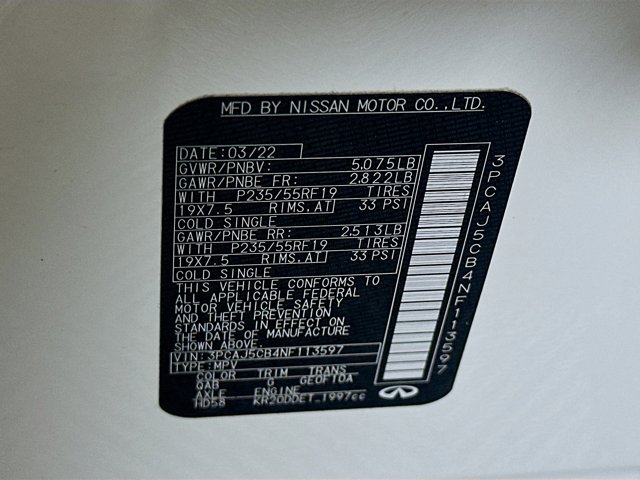 MFD BY NISSAN MOTOR CO.,LTD.
DATE:03/22
GVWR/PNBV: 5,075LB
GAWR/PNBE FR: 2,822LB
WITH P235/55RF19 TIRES
19X7.5 RIMS.AT 33 PSI
COLD SINGLE
GAWR/PNBE RR: 2,513LB
WITH P235/55RF19 TIRES
19X7.5 RIMS.AT 33 PSI
COLD SINGLE
THIS VEHICLE CONFORMS TO
ALL APPLICABLE FEDERAL
MOTOR VEHICLE SAFETY
AND THEFT PREVENTION
STANDARDS IN EFFECT ON
THE DATE OF MANUFACTURE
SHOWN ABOVE.
VIN: 3PCAJ5CB4NF113597
TYPE: MPV
COLOR TRIM TRANS
QAB G GE0F10A
AXLE ENGINE
HD58 KR20DDET 1997cc
3PCAJ5CB4NF113597